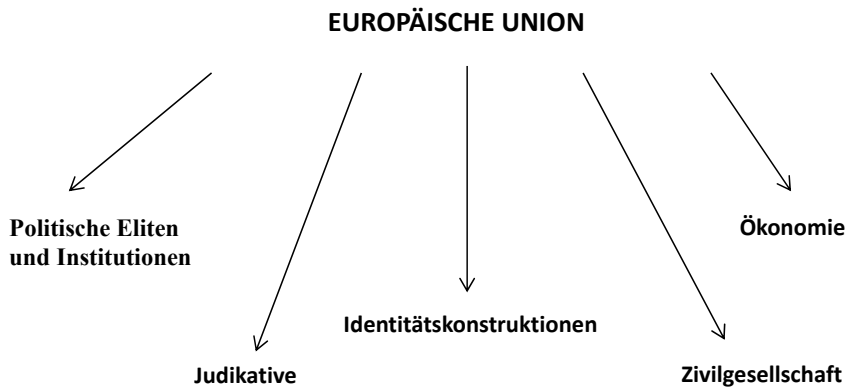 EUROPÄISCHE UNION
Politische Eliten
und Institutionen
Ökonomie
Identitätskonstruktionen
Judikative
Zivilgesellschaft